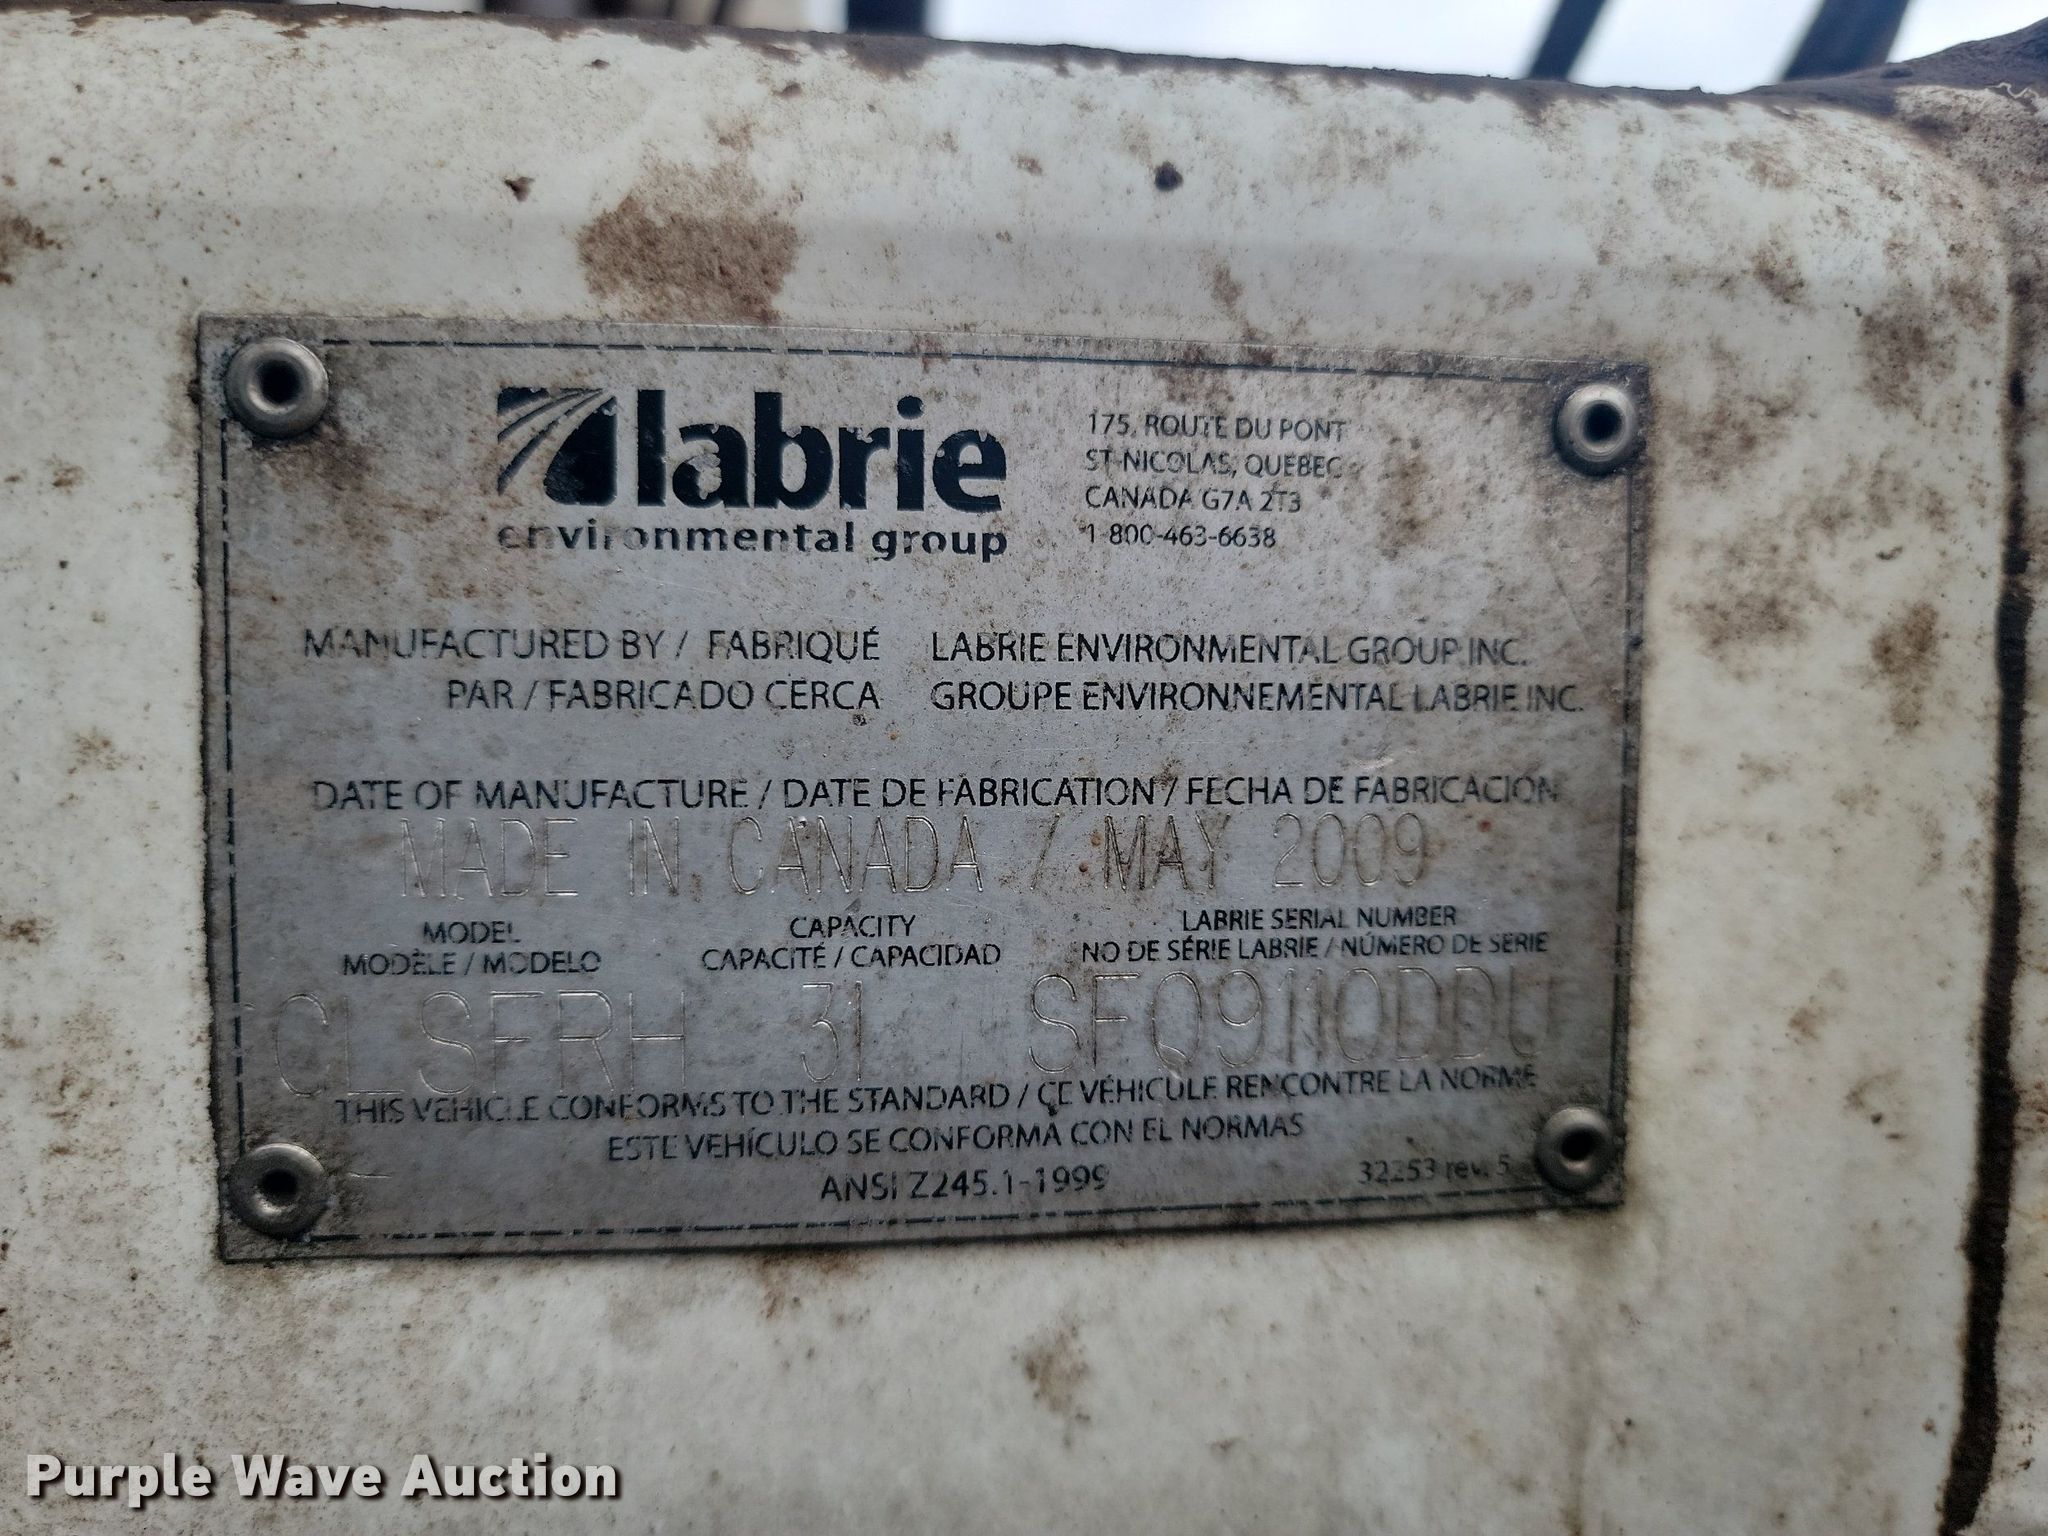 labrie
environmental group
175, ROUTE DU PONT
ST-NICOLAS, QUEBEC
CANADA G7A 2T3
1-800-463-6638
MANUFACTURED BY / FABRIQUÉ LABRIE ENVIRONMENTAL GROUP INC.
PAR / FABRICADO CERCA GROUPE ENVIRONNEMENTAL LABRIE INC.
DATE OF MANUFACTURE / DATE DE FABRICATION / FECHA DE FABRICACION
MADE IN CANADA / MAY 2009
MODEL CAPACITY LABRIE SERIAL NUMBER
MODÈLE / MODELO CAPACITÉ / CAPACIDAD NO DE SÉRIE LABRIE / NÚMERO DE SERIE
CLSFRH 31 SF09110DDU
THIS VEHICLE CONFORMS TO THE STANDARD / CE VÉHICULE RENCONTRE LA NORME
ESTE VEHÍCULO SE CONFORMA CON EL NORMAS
ANSI Z245.1-1999
32253 rev. 5
Purple Wave Auction